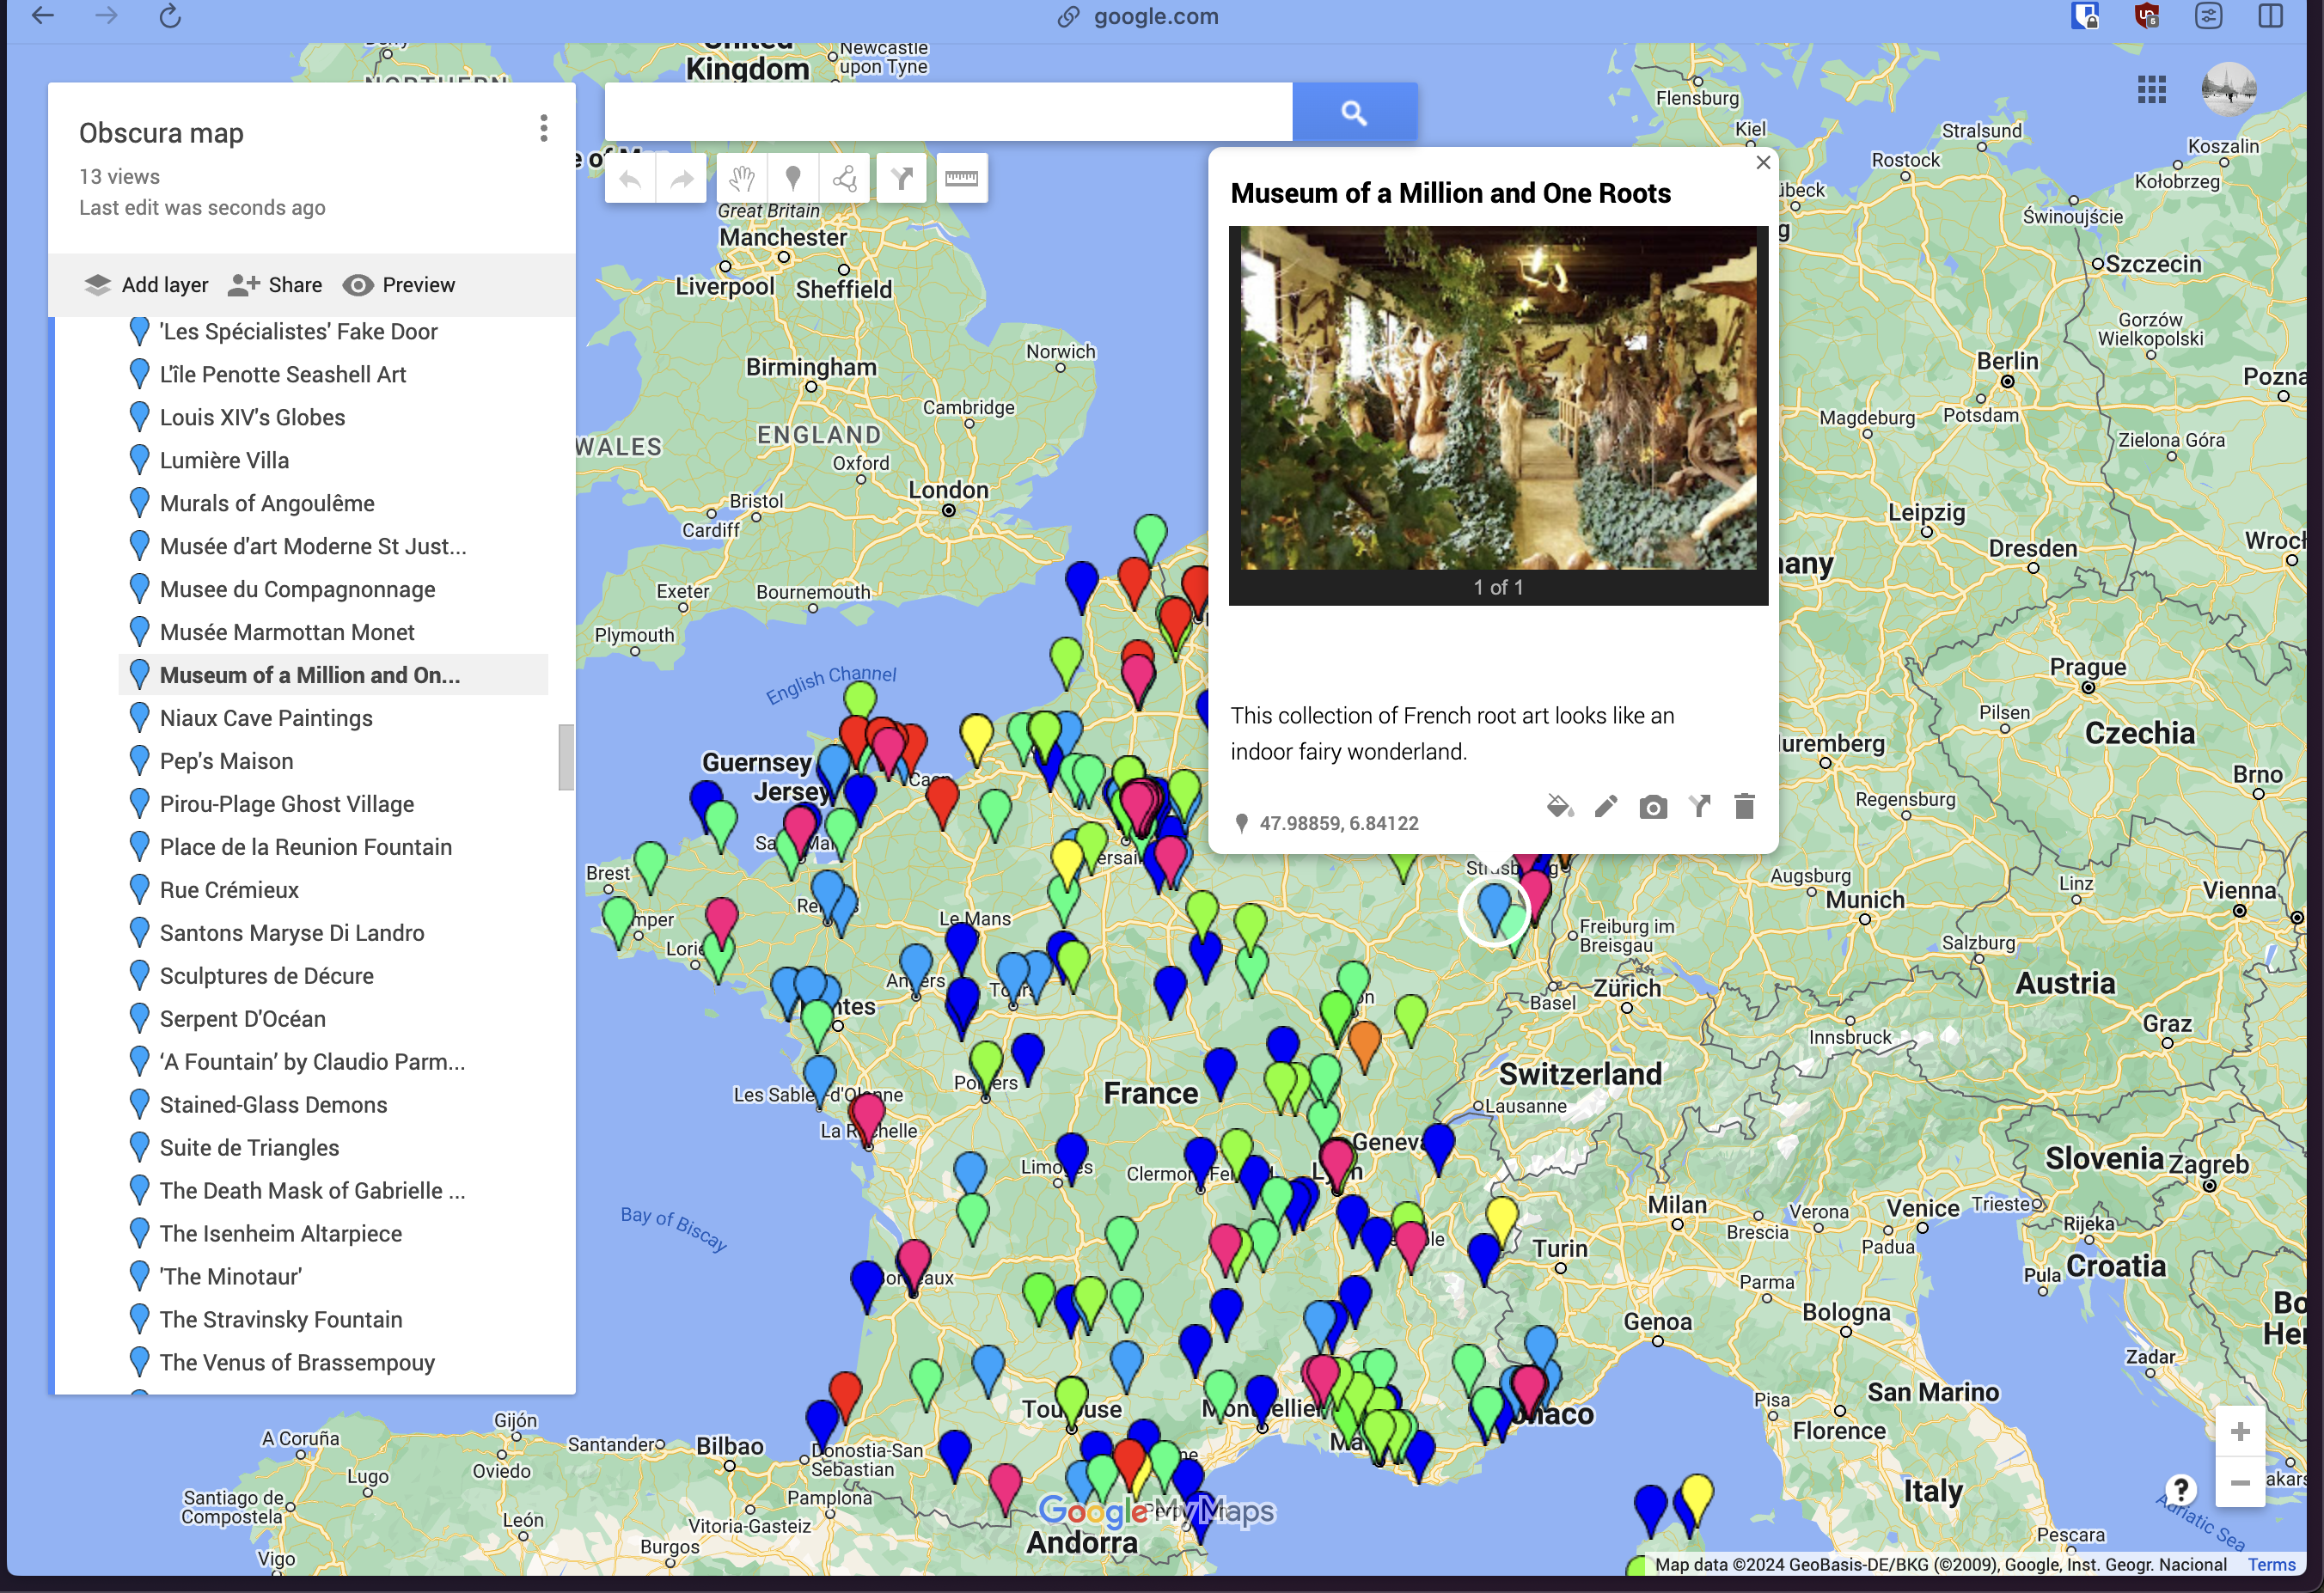 google.com
Obscura map
13 views
Last edit was seconds ago
Add layer
Share
Preview
'Les Spécialistes' Fake Door
L'île Penotte Seashell Art
Louis XIV's Globes
Lumière Villa
Murals of Angoulême
Musée d'art Moderne St Just...
Musee du Compagnonnage
Musée Marmottan Monet
Museum of a Million and On...
Niaux Cave Paintings
Pep's Maison
Pirou-Plage Ghost Village
Place de la Reunion Fountain
Rue Crémieux
Santons Maryse Di Landro
Sculptures de Décure
Serpent D'Océan
‘A Fountain’ by Claudio Parm...
Stained-Glass Demons
Suite de Triangles
The Death Mask of Gabrielle ...
The Isenheim Altarpiece
'The Minotaur'
The Stravinsky Fountain
The Venus of Brassempouy
Museum of a Million and One Roots
1 of 1
This collection of French root art looks like an
indoor fairy wonderland.
47.98859, 6.84122
United
Kingdom
Newcastle
upon Tyne
NORTHERN
Great Britain
Manchester
Liverpool
Sheffield
Norwich
Birmingham
Cambridge
WALES
ENGLAND
Oxford
London
Bristol
Cardiff
Exeter
Bournemouth
Plymouth
English Channel
Guernsey
Jersey
Brest
Le Mans
Les Sables-d'Olonne
La Rochelle
Poitiers
France
Limoges
Bay of Biscay
Toulouse
Flensburg
Kiel
Stralsund
Rostock
Koszalin
Kołobrzeg
Świnoujście
Szczecin
Gorzów
Wielkopolski
Berlin
Magdeburg
Potsdam
Zielona Góra
Leipzig
Dresden
Prague
Pilsen
Czechia
Brno
Regensburg
Strasbourg
Augsburg
Munich
Linz
Vienna
Freiburg im
Breisgau
Salzburg
Basel
Zürich
Austria
Innsbruck
Graz
Switzerland
Lausanne
Geneva
Lyon
Slovenia
Zagreb
Milan
Brescia
Verona
Venice
Trieste
Padua
Rijeka
Turin
Croatia
Pula
Parma
Bologna
Genoa
Zadar
San Marino
Pisa
Florence
Italy
Pescara
Adriatic Sea
A Coruña
Gijón
Santander
Bilbao
Oviedo
Lugo
Donostia-San
Sebastian
Santiago de
Compostela
Pamplona
León
Vitoria-Gasteiz
Burgos
Vigo
Andorra
Google My Maps
Map data ©2024 GeoBasis-DE/BKG (©2009), Google, Inst. Geogr. Nacional
Terms